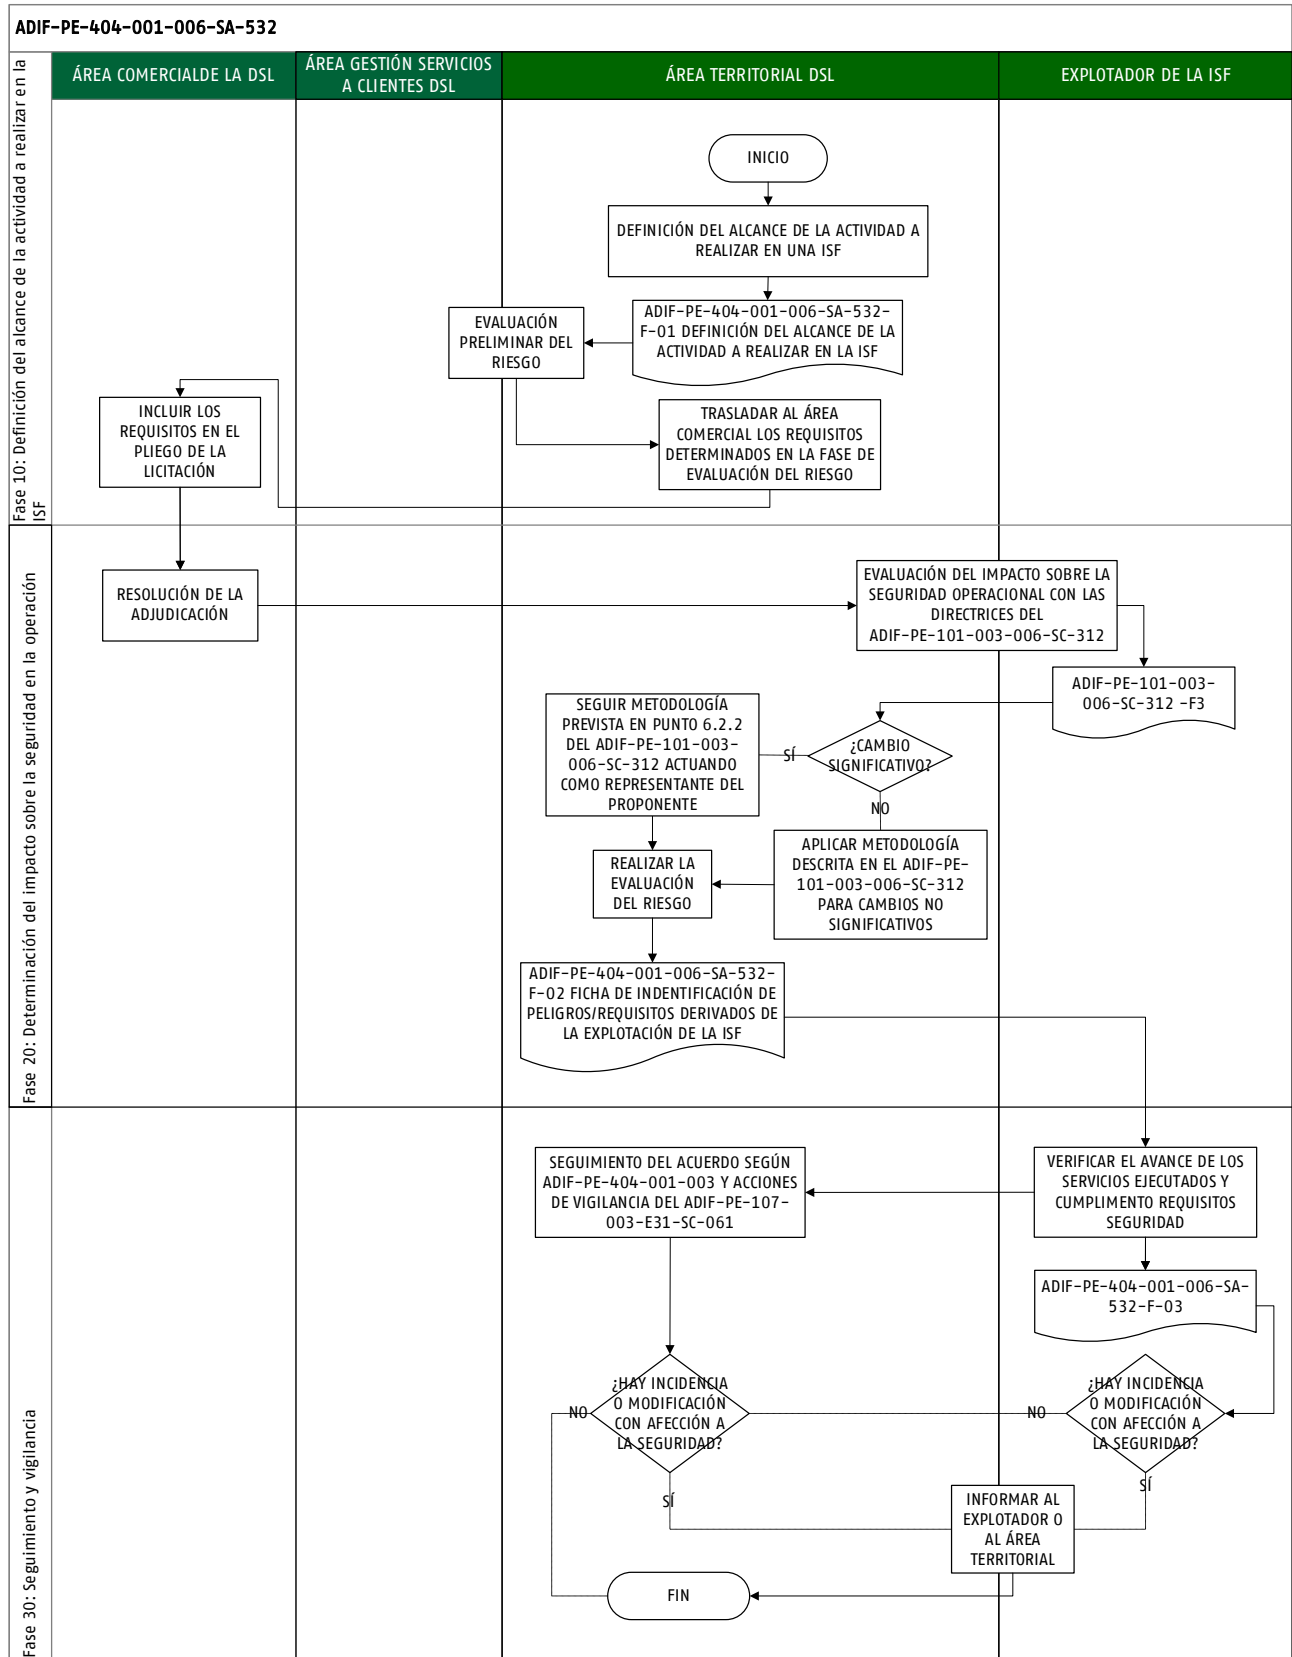 ADIF-PE-404-001-006-SA-532
ÁREA COMERCIALDE LA DSL
ÁREA GESTIÓN SERVICIOS
A CLIENTES DSL
ÁREA TERRITORIAL DSL
EXPLOTADOR DE LA ISF
Fase 10: Definición del alcance de la actividad a realizar en la
ISF
INICIO
DEFINICIÓN DEL ALCANCE DE LA ACTIVIDAD A
REALIZAR EN UNA ISF
ADIF-PE-404-001-006-SA-532-
F-01 DEFINICIÓN DEL ALCANCE DE LA
ACTIVIDAD A REALIZAR EN LA ISF
EVALUACIÓN
PRELIMINAR DEL
RIESGO
TRASLADAR AL ÁREA
COMERCIAL LOS REQUISITOS
DETERMINADOS EN LA FASE DE
EVALUACIÓN DEL RIESGO
INCLUIR LOS
REQUISITOS EN EL
PLIEGO DE LA
LICITACIÓN
Fase 20: Determinación del impacto sobre la seguridad en la operación
RESOLUCIÓN DE LA
ADJUDICACIÓN
EVALUACIÓN DEL IMPACTO SOBRE LA
SEGURIDAD OPERACIONAL CON LAS
DIRECTRICES DEL
ADIF-PE-101-003-006-SC-312
ADIF-PE-101-003-
006-SC-312 -F3
¿CAMBIO
SIGNIFICATIVO?
SÍ
NO
SEGUIR METODOLOGÍA
PREVISTA EN PUNTO 6.2.2
DEL ADIF-PE-101-003-
006-SC-312 ACTUANDO
COMO REPRESENTANTE DEL
PROPONENTE
APLICAR METODOLOGÍA
DESCRITA EN EL ADIF-PE-
101-003-006-SC-312
PARA CAMBIOS NO
SIGNIFICATIVOS
REALIZAR LA
EVALUACIÓN
DEL RIESGO
ADIF-PE-404-001-006-SA-532-
F-02 FICHA DE INDENTIFICACIÓN DE
PELIGROS/REQUISITOS DERIVADOS DE
LA EXPLOTACIÓN DE LA ISF
Fase 30: Seguimiento y vigilancia
SEGUIMIENTO DEL ACUERDO SEGÚN
ADIF-PE-404-001-003 Y ACCIONES
DE VIGILANCIA DEL ADIF-PE-107-
003-E31-SC-061
VERIFICAR EL AVANCE DE LOS
SERVICIOS EJECUTADOS Y
CUMPLIMENTO REQUISITOS
SEGURIDAD
ADIF-PE-404-001-006-SA-
532-F-03
¿HAY INCIDENCIA
O MODIFICACIÓN
CON AFECCIÓN A
LA SEGURIDAD?
NO
SÍ
¿HAY INCIDENCIA
O MODIFICACIÓN
CON AFECCIÓN A
LA SEGURIDAD?
NO
SÍ
INFORMAR AL
EXPLOTADOR O
AL ÁREA
TERRITORIAL
FIN